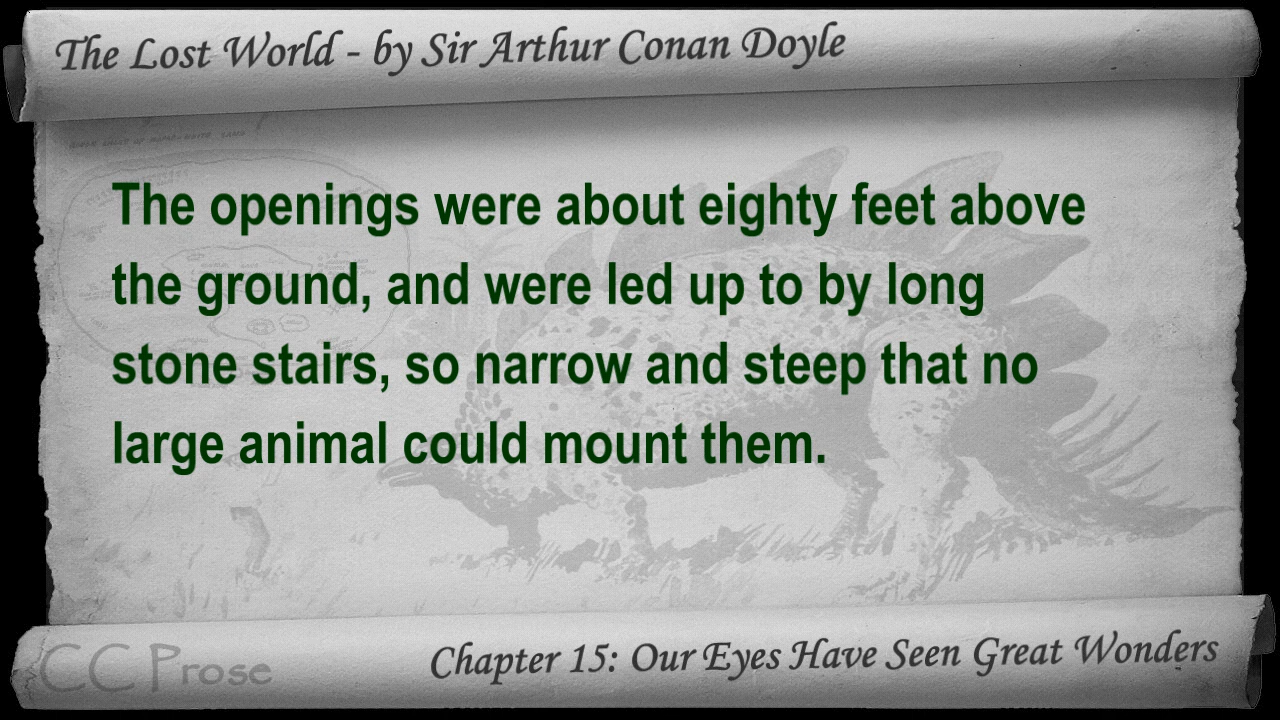 The Lost World - by Sir Arthur Conan Doyle
The openings were about eighty feet above
the ground, and were led up to by long
stone stairs, so narrow and steep that no
large animal could mount them.
CC Prose
Chapter 15: Our Eyes Have Seen Great Wonders